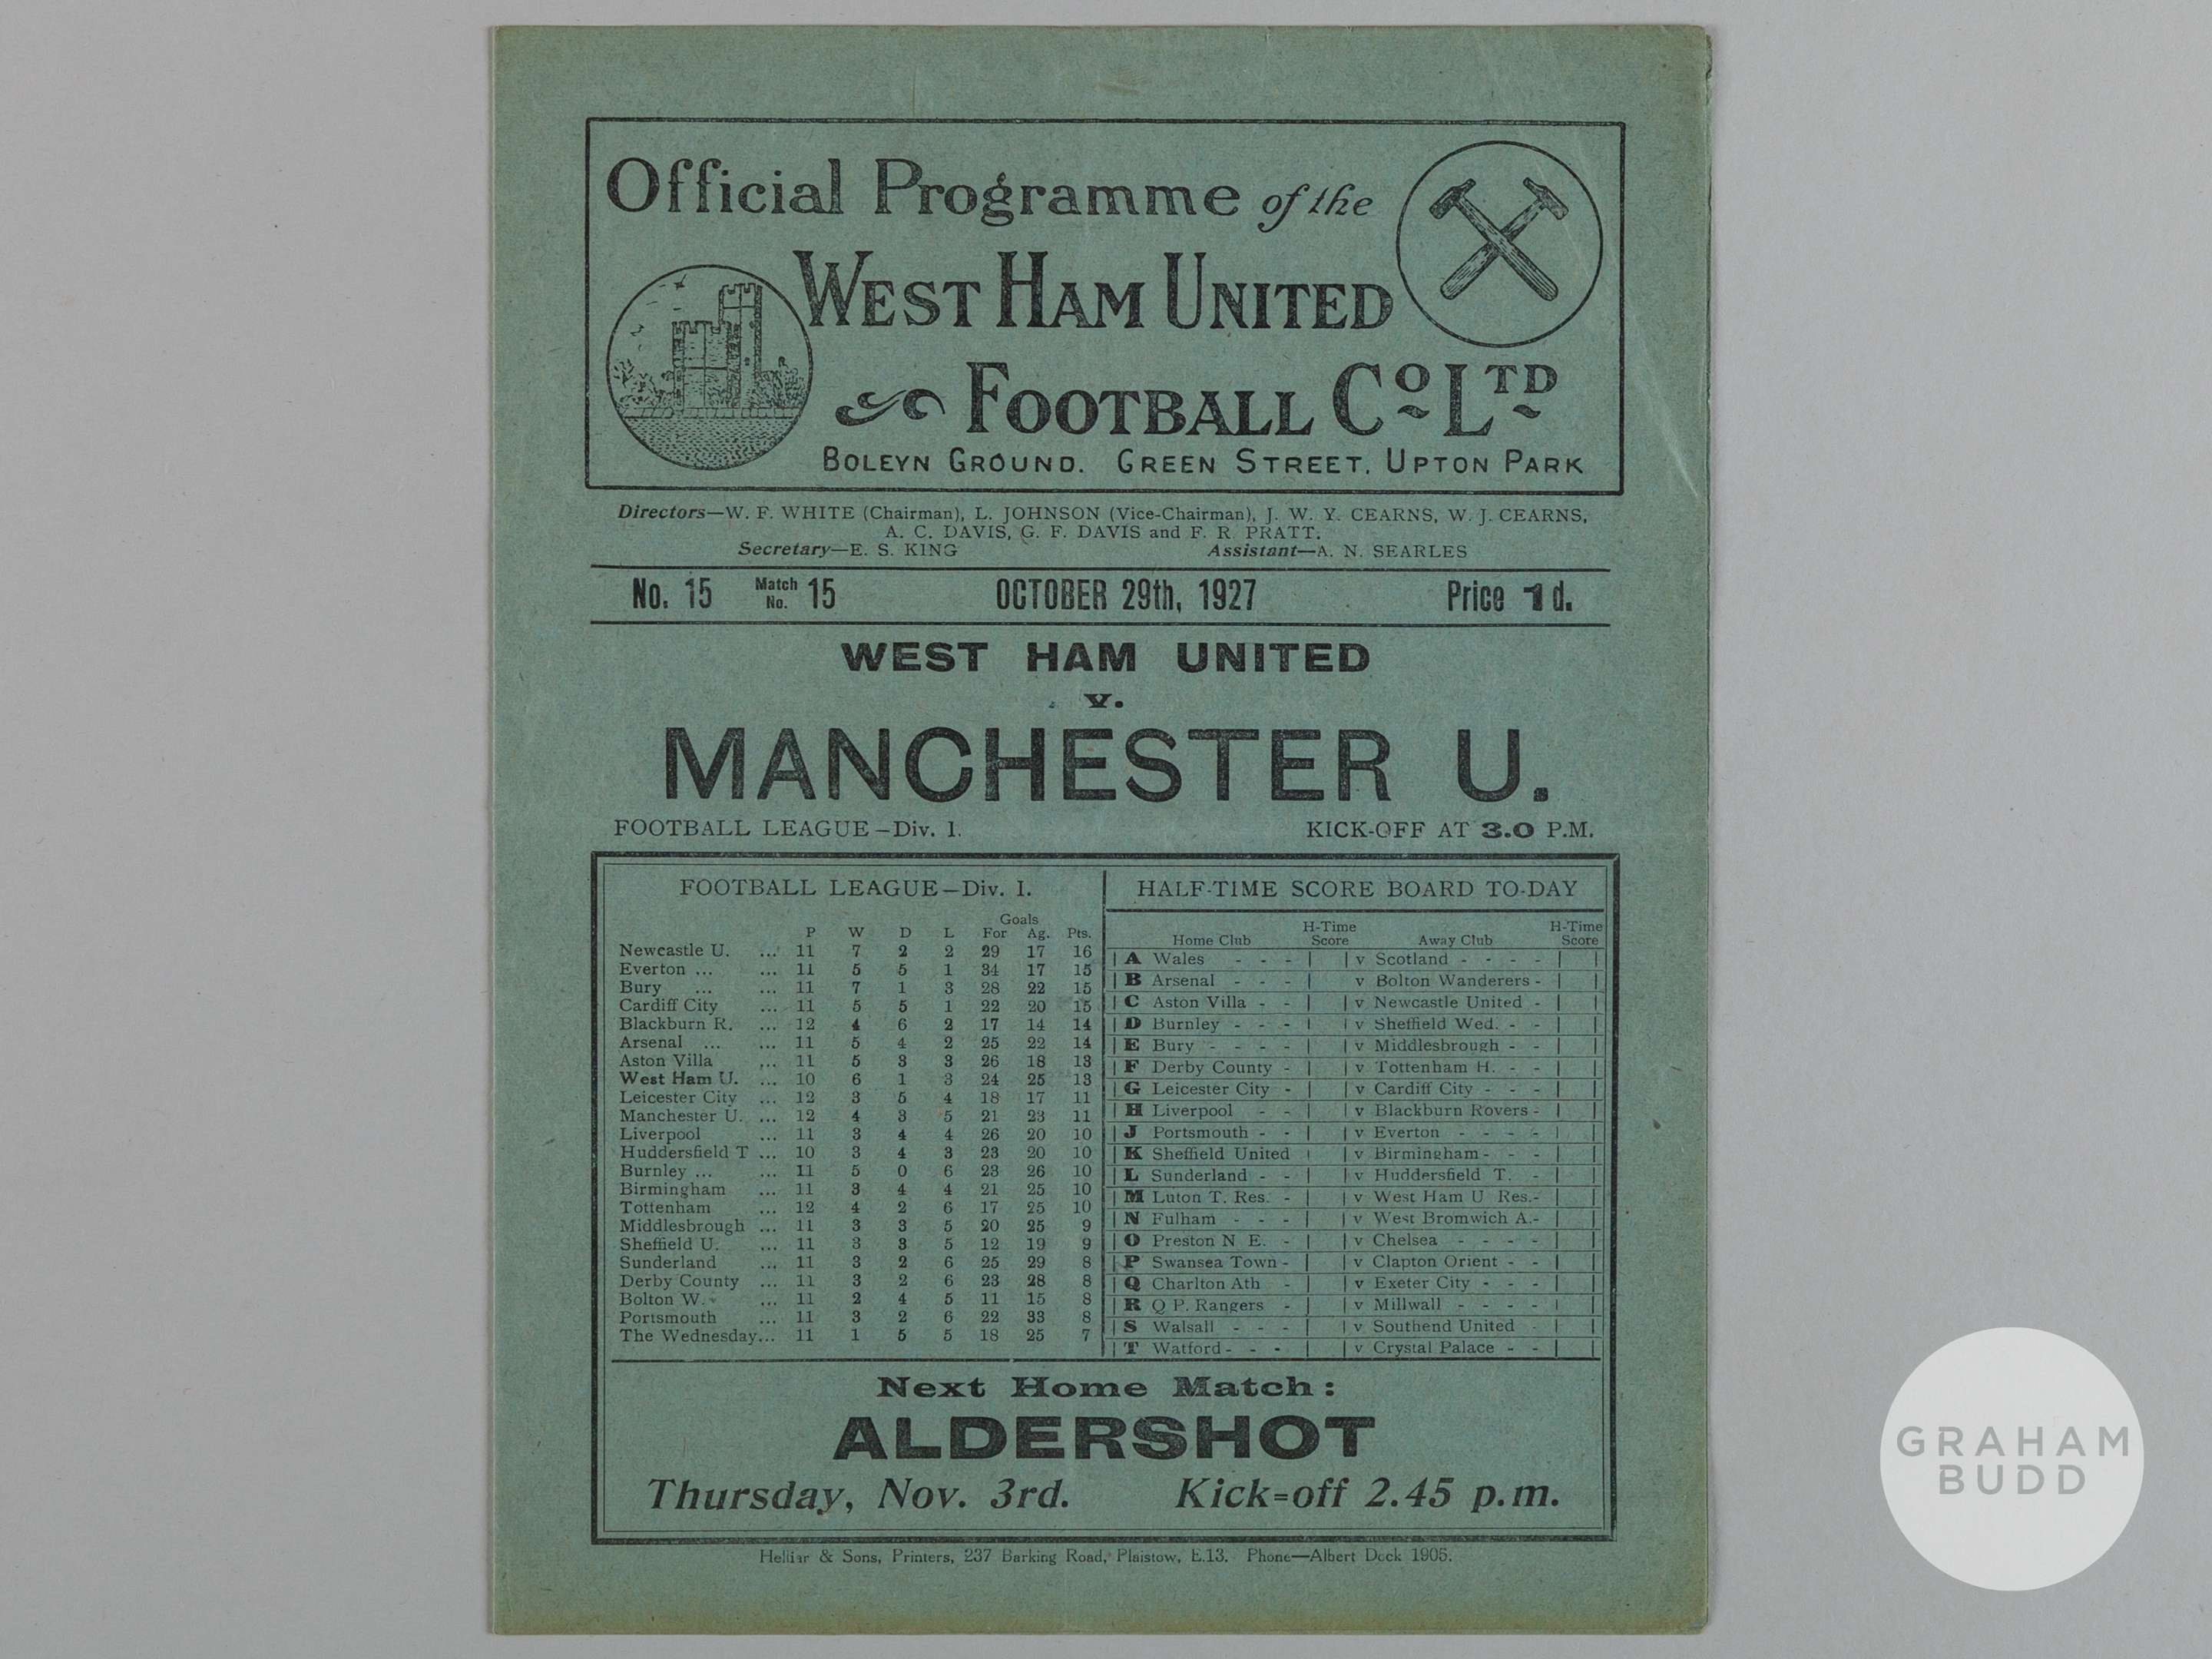 Official Programme of the
WEST HAM UNITED
FOOTBALL CO LTD
BOLEYN GROUND. GREEN STREET, UPTON PARK
Directors—W. F. WHITE (Chairman), L. JOHNSON (Vice-Chairman), J. W. Y. CEARNS, W. J. CEARNS,
A. C. DAVIS, G. F. DAVIS and F. R. PRATT.
Secretary—E. S. KING Assistant—A. N. SEARLES
No. 15 Match No. 15 OCTOBER 29th, 1927 Price 1d.
WEST HAM UNITED
v.
MANCHESTER U.
FOOTBALL LEAGUE—Div. I. KICK-OFF AT 3.0 P.M.
FOOTBALL LEAGUE—Div. I.
Goals
P W D L For Ag. Pts.
Newcastle U. ... 11 7 2 2 29 17 16
Everton ... ... 11 5 5 1 34 17 15
Bury ... ... 11 7 1 3 28 22 15
Cardiff City ... 11 5 5 1 22 20 15
Blackburn R. ... 12 4 6 2 17 14 14
Arsenal ... ... 11 5 4 2 25 22 14
Aston Villa ... 11 5 3 3 26 18 13
West Ham U. ... 10 6 1 3 24 25 13
Leicester City ... 12 3 5 4 18 17 11
Manchester U. ... 12 4 3 5 21 23 11
Liverpool ... 11 3 4 4 26 20 10
Huddersfield T ... 10 3 4 3 23 20 10
Burnley ... ... 11 5 0 6 23 26 10
Birmingham ... 11 3 4 4 21 25 10
Tottenham ... 12 4 2 6 17 25 10
Middlesbrough ... 11 3 3 5 20 25 9
Sheffield U. ... 11 3 3 5 12 19 9
Sunderland ... 11 3 2 6 25 29 8
Derby County ... 11 3 2 6 23 28 8
Bolton W. ... 11 2 4 5 11 15 8
Portsmouth ... 11 3 2 6 22 33 8
The Wednesday... 11 1 5 5 18 25 7
HALF-TIME SCORE BOARD TO-DAY
Home Club H-Time Score Away Club H-Time Score
A Wales - - - v Scotland - - - -
B Arsenal - - - v Bolton Wanderers -
C Aston Villa - - v Newcastle United -
D Burnley - - - v Sheffield Wed. - -
E Bury - - - - v Middlesbrough - -
F Derby County - v Tottenham H. - -
G Leicester City - v Cardiff City - - -
H Liverpool - - v Blackburn Rovers -
J Portsmouth - - v Everton - - - -
K Sheffield United v Birmingham - - -
L Sunderland - - v Huddersfield T. -
M Luton T. Res. - v West Ham U Res.-
N Fulham - - - v West Bromwich A.-
O Preston N E. - v Chelsea - - - -
P Swansea Town - v Clapton Orient - -
Q Charlton Ath - v Exeter City - - -
R Q P. Rangers - v Millwall - - - -
S Walsall - - - v Southend United -
T Watford - - - v Crystal Palace - -
Next Home Match:
ALDERSHOT
Thursday, Nov. 3rd. Kick=off 2.45 p.m.
Helliar & Sons, Printers, 237 Barking Road, Plaistow, E.13. Phone—Albert Dock 1905.
GRAHAM
BUDD